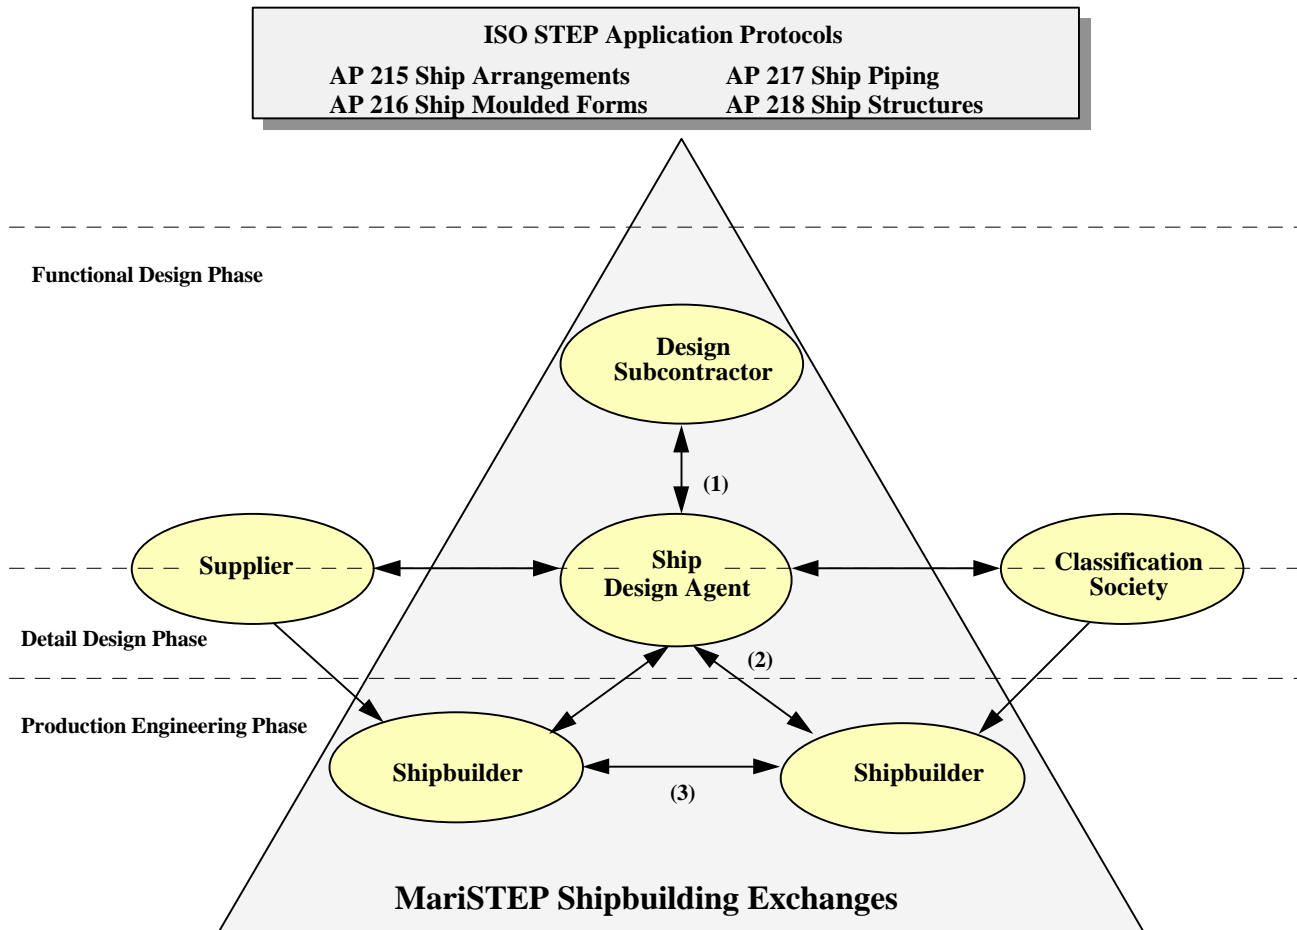 ISO STEP Application Protocols
AP 215 Ship Arrangements
AP 217 Ship Piping
AP 216 Ship Moulded Forms
AP 218 Ship Structures
Functional Design Phase
Design
Subcontractor
(1)
Supplier
Ship
Design Agent
Classification
Society
Detail Design Phase
(2)
Production Engineering Phase
Shipbuilder
(3)
Shipbuilder
MariSTEP Shipbuilding Exchanges